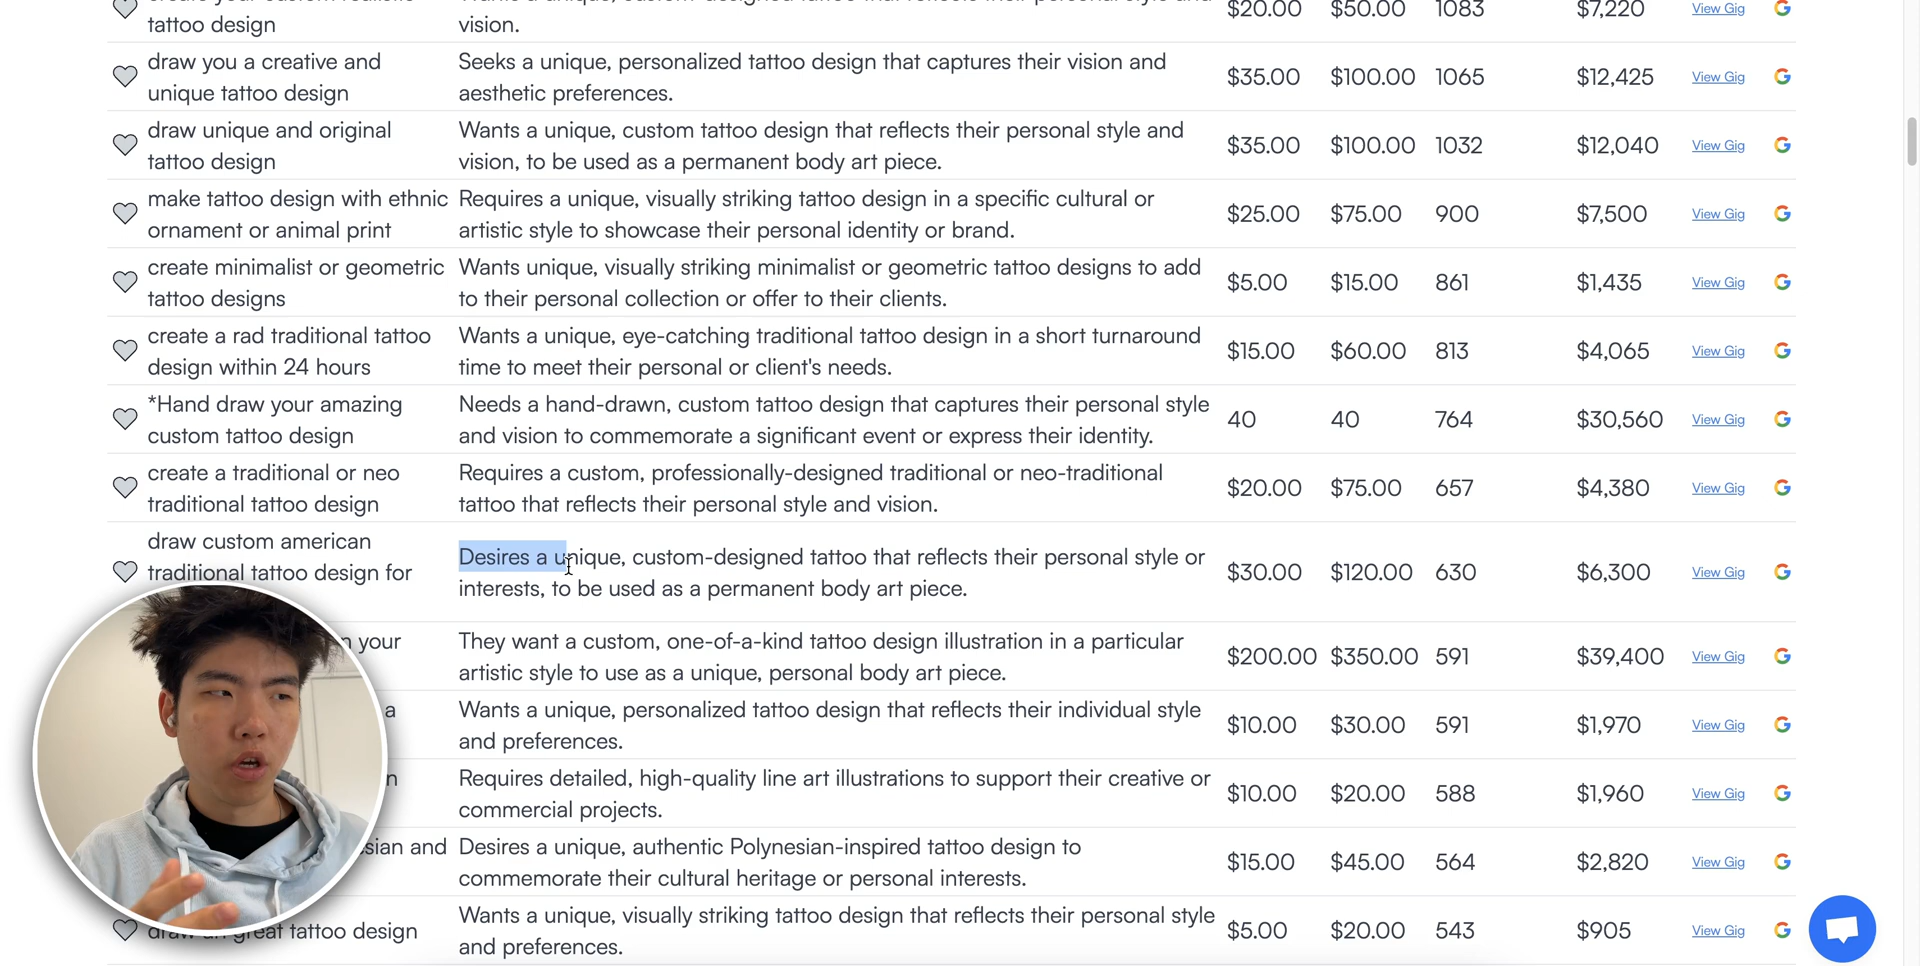 tattoo design
vision.
$20.00 $50.00 1083 $7,220 View Gig
draw you a creative and
unique tattoo design
Seeks a unique, personalized tattoo design that captures their vision and
aesthetic preferences.
$35.00 $100.00 1065 $12,425 View Gig
draw unique and original
tattoo design
Wants a unique, custom tattoo design that reflects their personal style and
vision, to be used as a permanent body art piece.
$35.00 $100.00 1032 $12,040 View Gig
make tattoo design with ethnic
ornament or animal print
Requires a unique, visually striking tattoo design in a specific cultural or
artistic style to showcase their personal identity or brand.
$25.00 $75.00 900 $7,500 View Gig
create minimalist or geometric
tattoo designs
Wants unique, visually striking minimalist or geometric tattoo designs to add
to their personal collection or offer to their clients.
$5.00 $15.00 861 $1,435 View Gig
create a rad traditional tattoo
design within 24 hours
Wants a unique, eye-catching traditional tattoo design in a short turnaround
time to meet their personal or client's needs.
$15.00 $60.00 813 $4,065 View Gig
*Hand draw your amazing
custom tattoo design
Needs a hand-drawn, custom tattoo design that captures their personal style
and vision to commemorate a significant event or express their identity.
40 40 764 $30,560 View Gig
create a traditional or neo
traditional tattoo design
Requires a custom, professionally-designed traditional or neo-traditional
tattoo that reflects their personal style and vision.
$20.00 $75.00 657 $4,380 View Gig
draw custom american
traditional tattoo design for
Desires a unique, custom-designed tattoo that reflects their personal style or
interests, to be used as a permanent body art piece.
$30.00 $120.00 630 $6,300 View Gig
your
They want a custom, one-of-a-kind tattoo design illustration in a particular
artistic style to use as a unique, personal body art piece.
$200.00 $350.00 591 $39,400 View Gig
a
Wants a unique, personalized tattoo design that reflects their individual style
and preferences.
$10.00 $30.00 591 $1,970 View Gig
Requires detailed, high-quality line art illustrations to support their creative or
commercial projects.
$10.00 $20.00 588 $1,960 View Gig
and
Desires a unique, authentic Polynesian-inspired tattoo design to
commemorate their cultural heritage or personal interests.
$15.00 $45.00 564 $2,820 View Gig
great tattoo design
Wants a unique, visually striking tattoo design that reflects their personal style
and preferences.
$5.00 $20.00 543 $905 View Gig